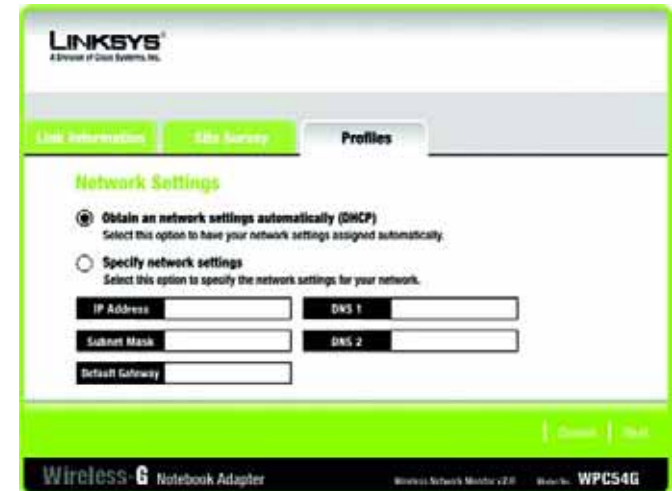 LINKSYS®
A Division of Cisco Systems, Inc.
Link Information Site Survey Profiles
Network Settings
Obtain an network settings automatically (DHCP)
Select this option to have your network settings assigned automatically.
Specify network settings
Select this option to specify the network settings for your network.
IP Address DNS 1
Subnet Mask DNS 2
Default Gateway
Cancel Next
Wireless-G Notebook Adapter Wireless Network Monitor v2.0 Model No. WPC54G